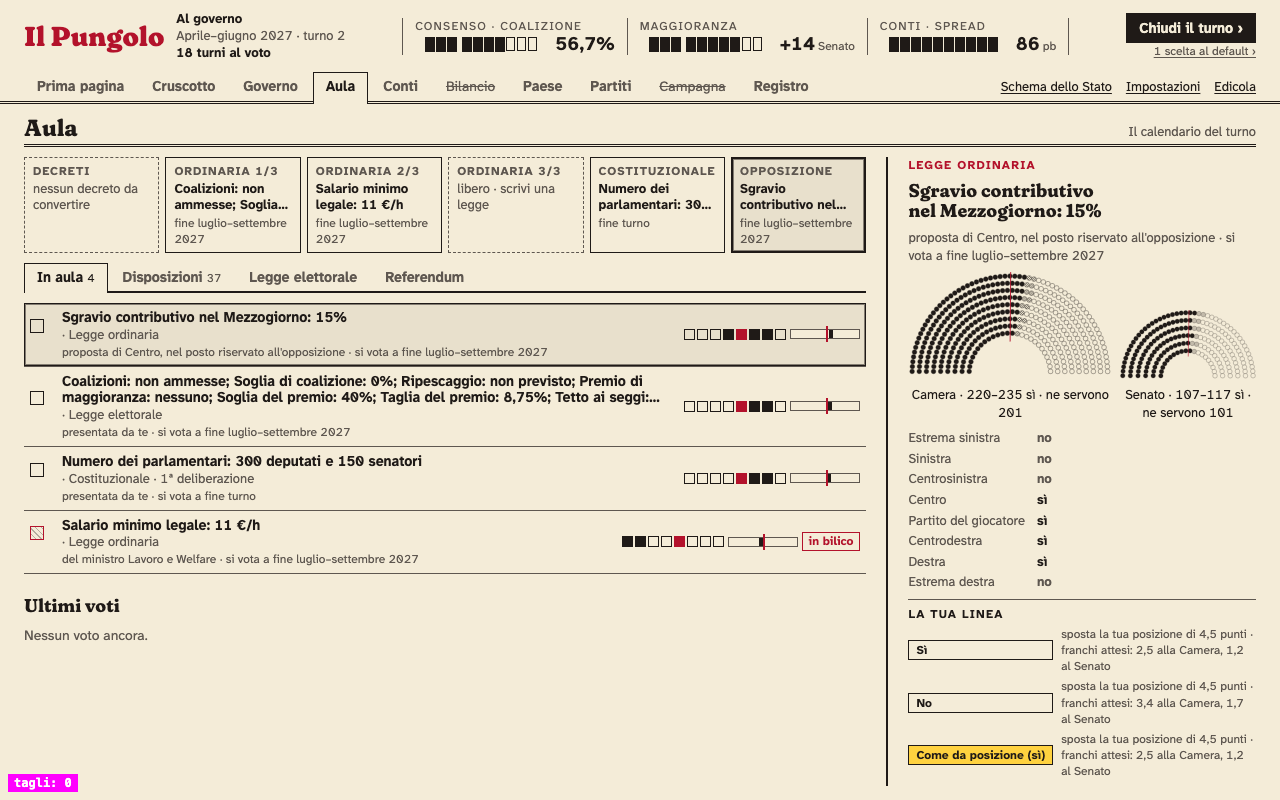 Il Pungolo
Al governo
Aprile–giugno 2027 · turno 2
18 turni al voto
CONSENSO · COALIZIONE
56,7%
MAGGIORANZA
+14 Senato
CONTI · SPREAD
86 pb
Chiudi il turno ›
1 scelta al default ›
Prima pagina
Cruscotto
Governo
Aula
Conti
Bilancio
Paese
Partiti
Campagna
Registro
Schema dello Stato
Impostazioni
Edicola
Aula
Il calendario del turno
DECRETI
nessun decreto da
convertire
ORDINARIA 1/3
Coalizioni: non
ammesse; Soglia...
fine luglio–settembre
2027
ORDINARIA 2/3
Salario minimo
legale: 11 €/h
fine luglio–settembre
2027
ORDINARIA 3/3
libero · scrivi una
legge
COSTITUZIONALE
Numero dei
parlamentari: 30...
fine turno
OPPOSIZIONE
Sgravio
contributivo nel...
fine luglio–settembre
2027
In aula 4
Disposizioni 37
Legge elettorale
Referendum
Sgravio contributivo nel Mezzogiorno: 15%
· Legge ordinaria
proposta di Centro, nel posto riservato all'opposizione · si vota a fine luglio–settembre 2027
Coalizioni: non ammesse; Soglia di coalizione: 0%; Ripescaggio: non previsto; Premio di
maggioranza: nessuno; Soglia del premio: 40%; Taglia del premio: 8,75%; Tetto ai seggi:...
· Legge elettorale
presentata da te · si vota a fine luglio–settembre 2027
Numero dei parlamentari: 300 deputati e 150 senatori
· Costituzionale · 1ª deliberazione
presentata da te · si vota a fine turno
Salario minimo legale: 11 €/h
· Legge ordinaria
del ministro Lavoro e Welfare · si vota a fine luglio–settembre 2027
in bilico
Ultimi voti
Nessun voto ancora.
LEGGE ORDINARIA
Sgravio contributivo
nel Mezzogiorno: 15%
proposta di Centro, nel posto riservato all'opposizione · si
vota a fine luglio–settembre 2027
Camera · 220–235 sì · ne servono
201
Senato · 107–117 sì ·
ne servono 101
Estrema sinistra no
Sinistra no
Centrosinistra no
Centro sì
Partito del giocatore sì
Centrodestra sì
Destra sì
Estrema destra no
LA TUA LINEA
Sì
sposta la tua posizione di 4,5 punti ·
franchi attesi: 2,5 alla Camera, 1,2
al Senato
No
sposta la tua posizione di 4,5 punti ·
franchi attesi: 3,4 alla Camera, 1,7
al Senato
Come da posizione (sì)
sposta la tua posizione di 4,5 punti ·
franchi attesi: 2,5 alla Camera, 1,2
al Senato
tagli: 0